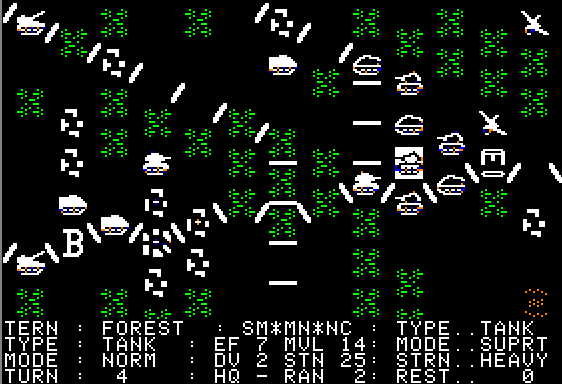 B
E
TERN : FOREST : SM*MN*NC: TYPE..TANK
TYPE : TANK : EF 7 MVL 14: MODE..SUPRT
MODE : NORM : DV 2 STN 25: STRN..HEAVY
TURN : 4 HQ - RAN 2: REST.. 0